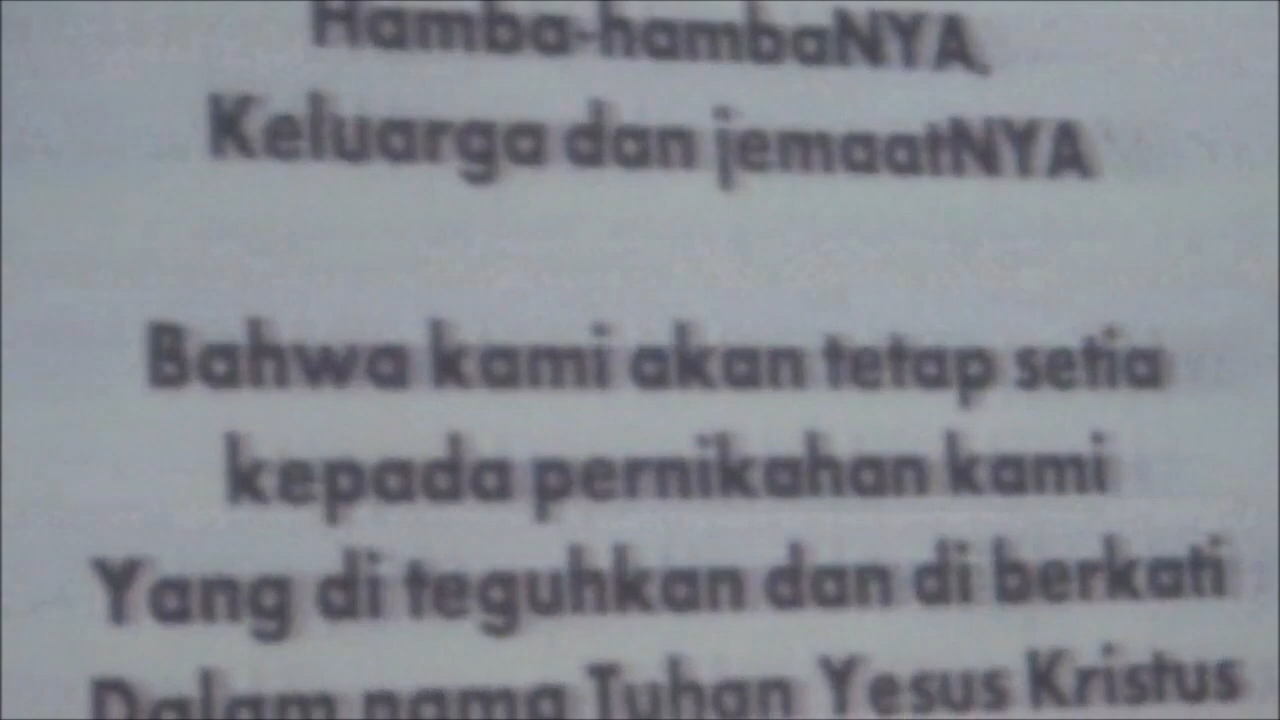 Hamba-hambaNYA,
Keluarga dan jemaatNYA
Bahwa kami akan tetap setia
kepada pernikahan kami
Yang di teguhkan dan di berkati
Dalam nama Tuhan Yesus Kristus